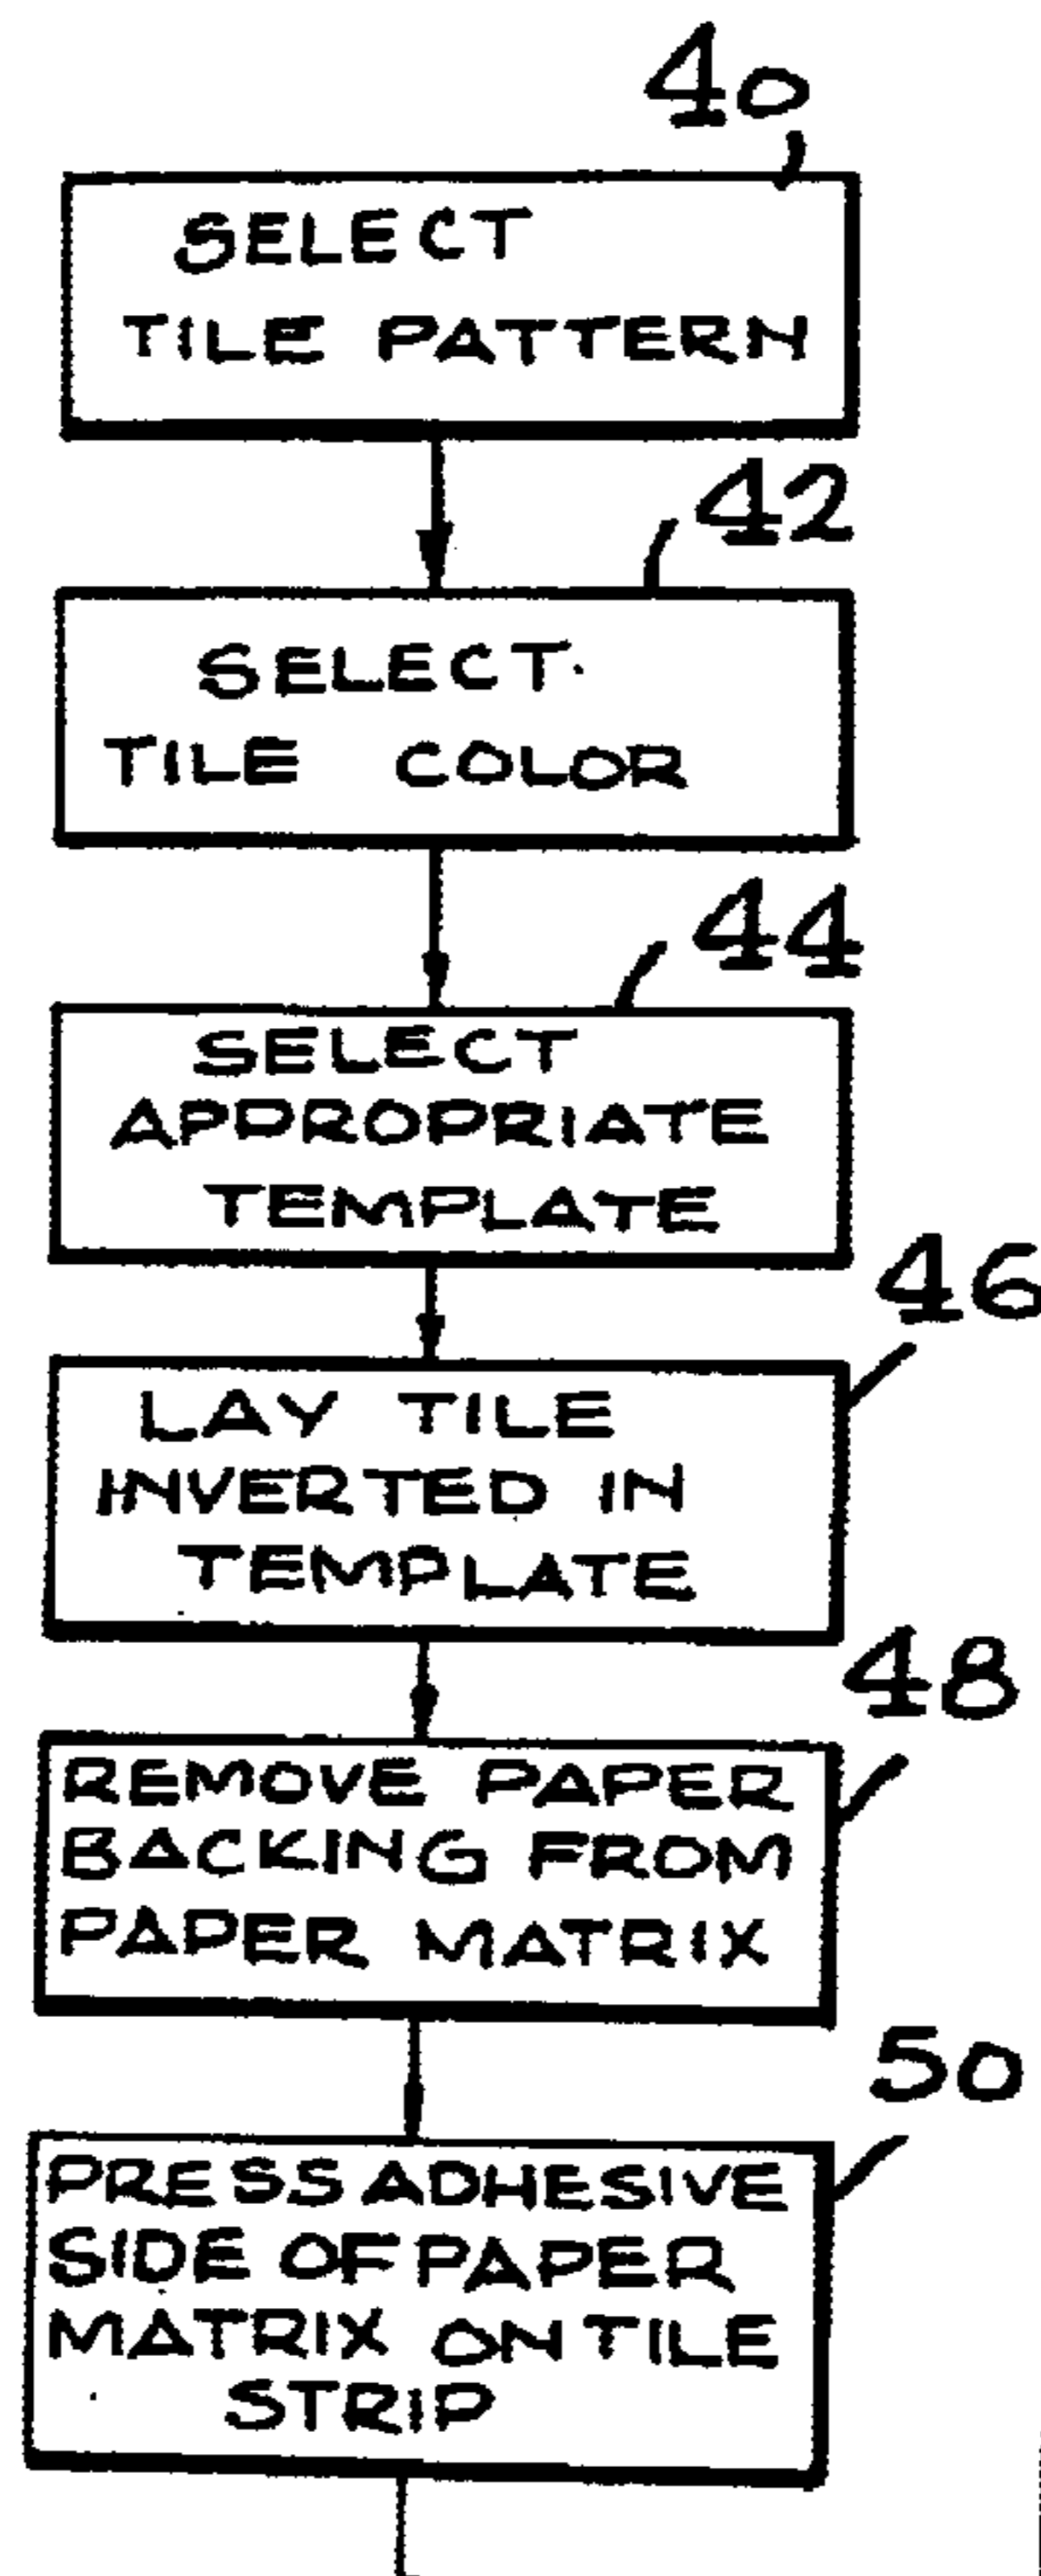 40
SELECT
TILE PATTERN
42
SELECT
TILE COLOR
44
SELECT
APPROPRIATE
TEMPLATE
46
LAY TILE
INVERTED IN
TEMPLATE
48
REMOVE PAPER
BACKING FROM
PAPER MATRIX
50
PRESS ADHESIVE
SIDE OF PAPER
MATRIX ON TILE
STRIP